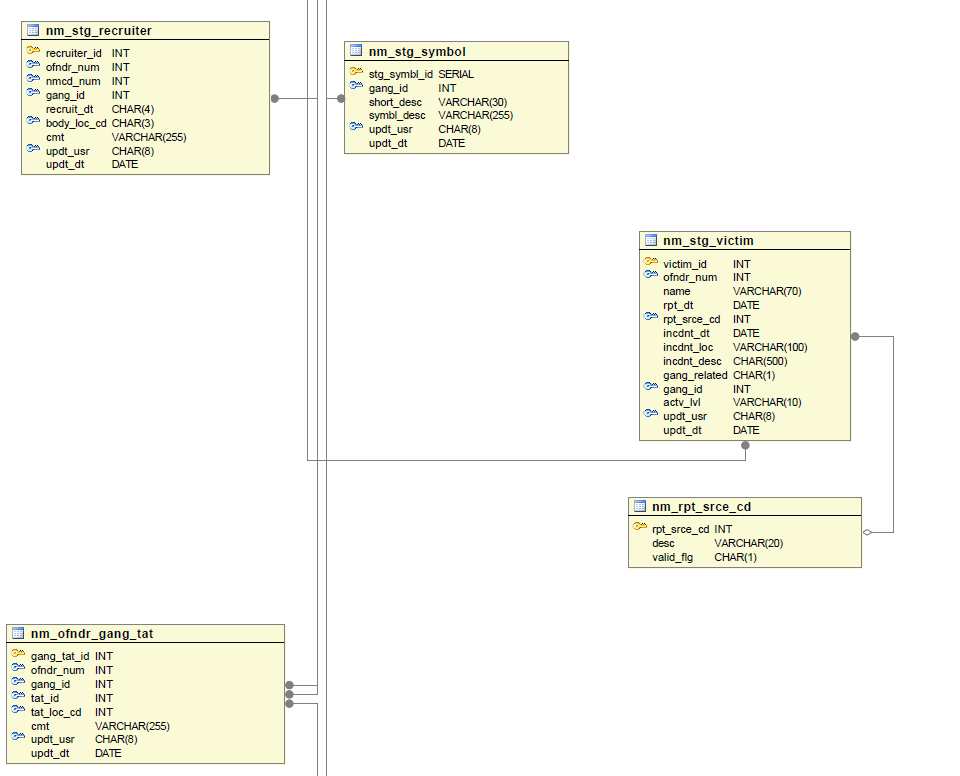 nm_stg_recruiter
recruiter_id INT
ofndr_num INT
nmcd_num INT
gang_id INT
recruit_dt CHAR(4)
body_loc_cd CHAR(3)
cmt VARCHAR(255)
updt_usr CHAR(8)
updt_dt DATE
nm_stg_symbol
stg_symbl_id SERIAL
gang_id INT
short_desc VARCHAR(30)
symbl_desc VARCHAR(255)
updt_usr CHAR(8)
updt_dt DATE
nm_stg_victim
victim_id INT
ofndr_num INT
name VARCHAR(70)
rpt_dt DATE
rpt_srce_cd INT
incdnt_dt DATE
incdnt_loc VARCHAR(100)
incdnt_desc CHAR(500)
gang_related CHAR(1)
gang_id INT
actv_lvl VARCHAR(10)
updt_usr CHAR(8)
updt_dt DATE
nm_rpt_srce_cd
rpt_srce_cd INT
desc VARCHAR(20)
valid_flg CHAR(1)
nm_ofndr_gang_tat
gang_tat_id INT
ofndr_num INT
gang_id INT
tat_id INT
tat_loc_cd INT
cmt VARCHAR(255)
updt_usr CHAR(8)
updt_dt DATE